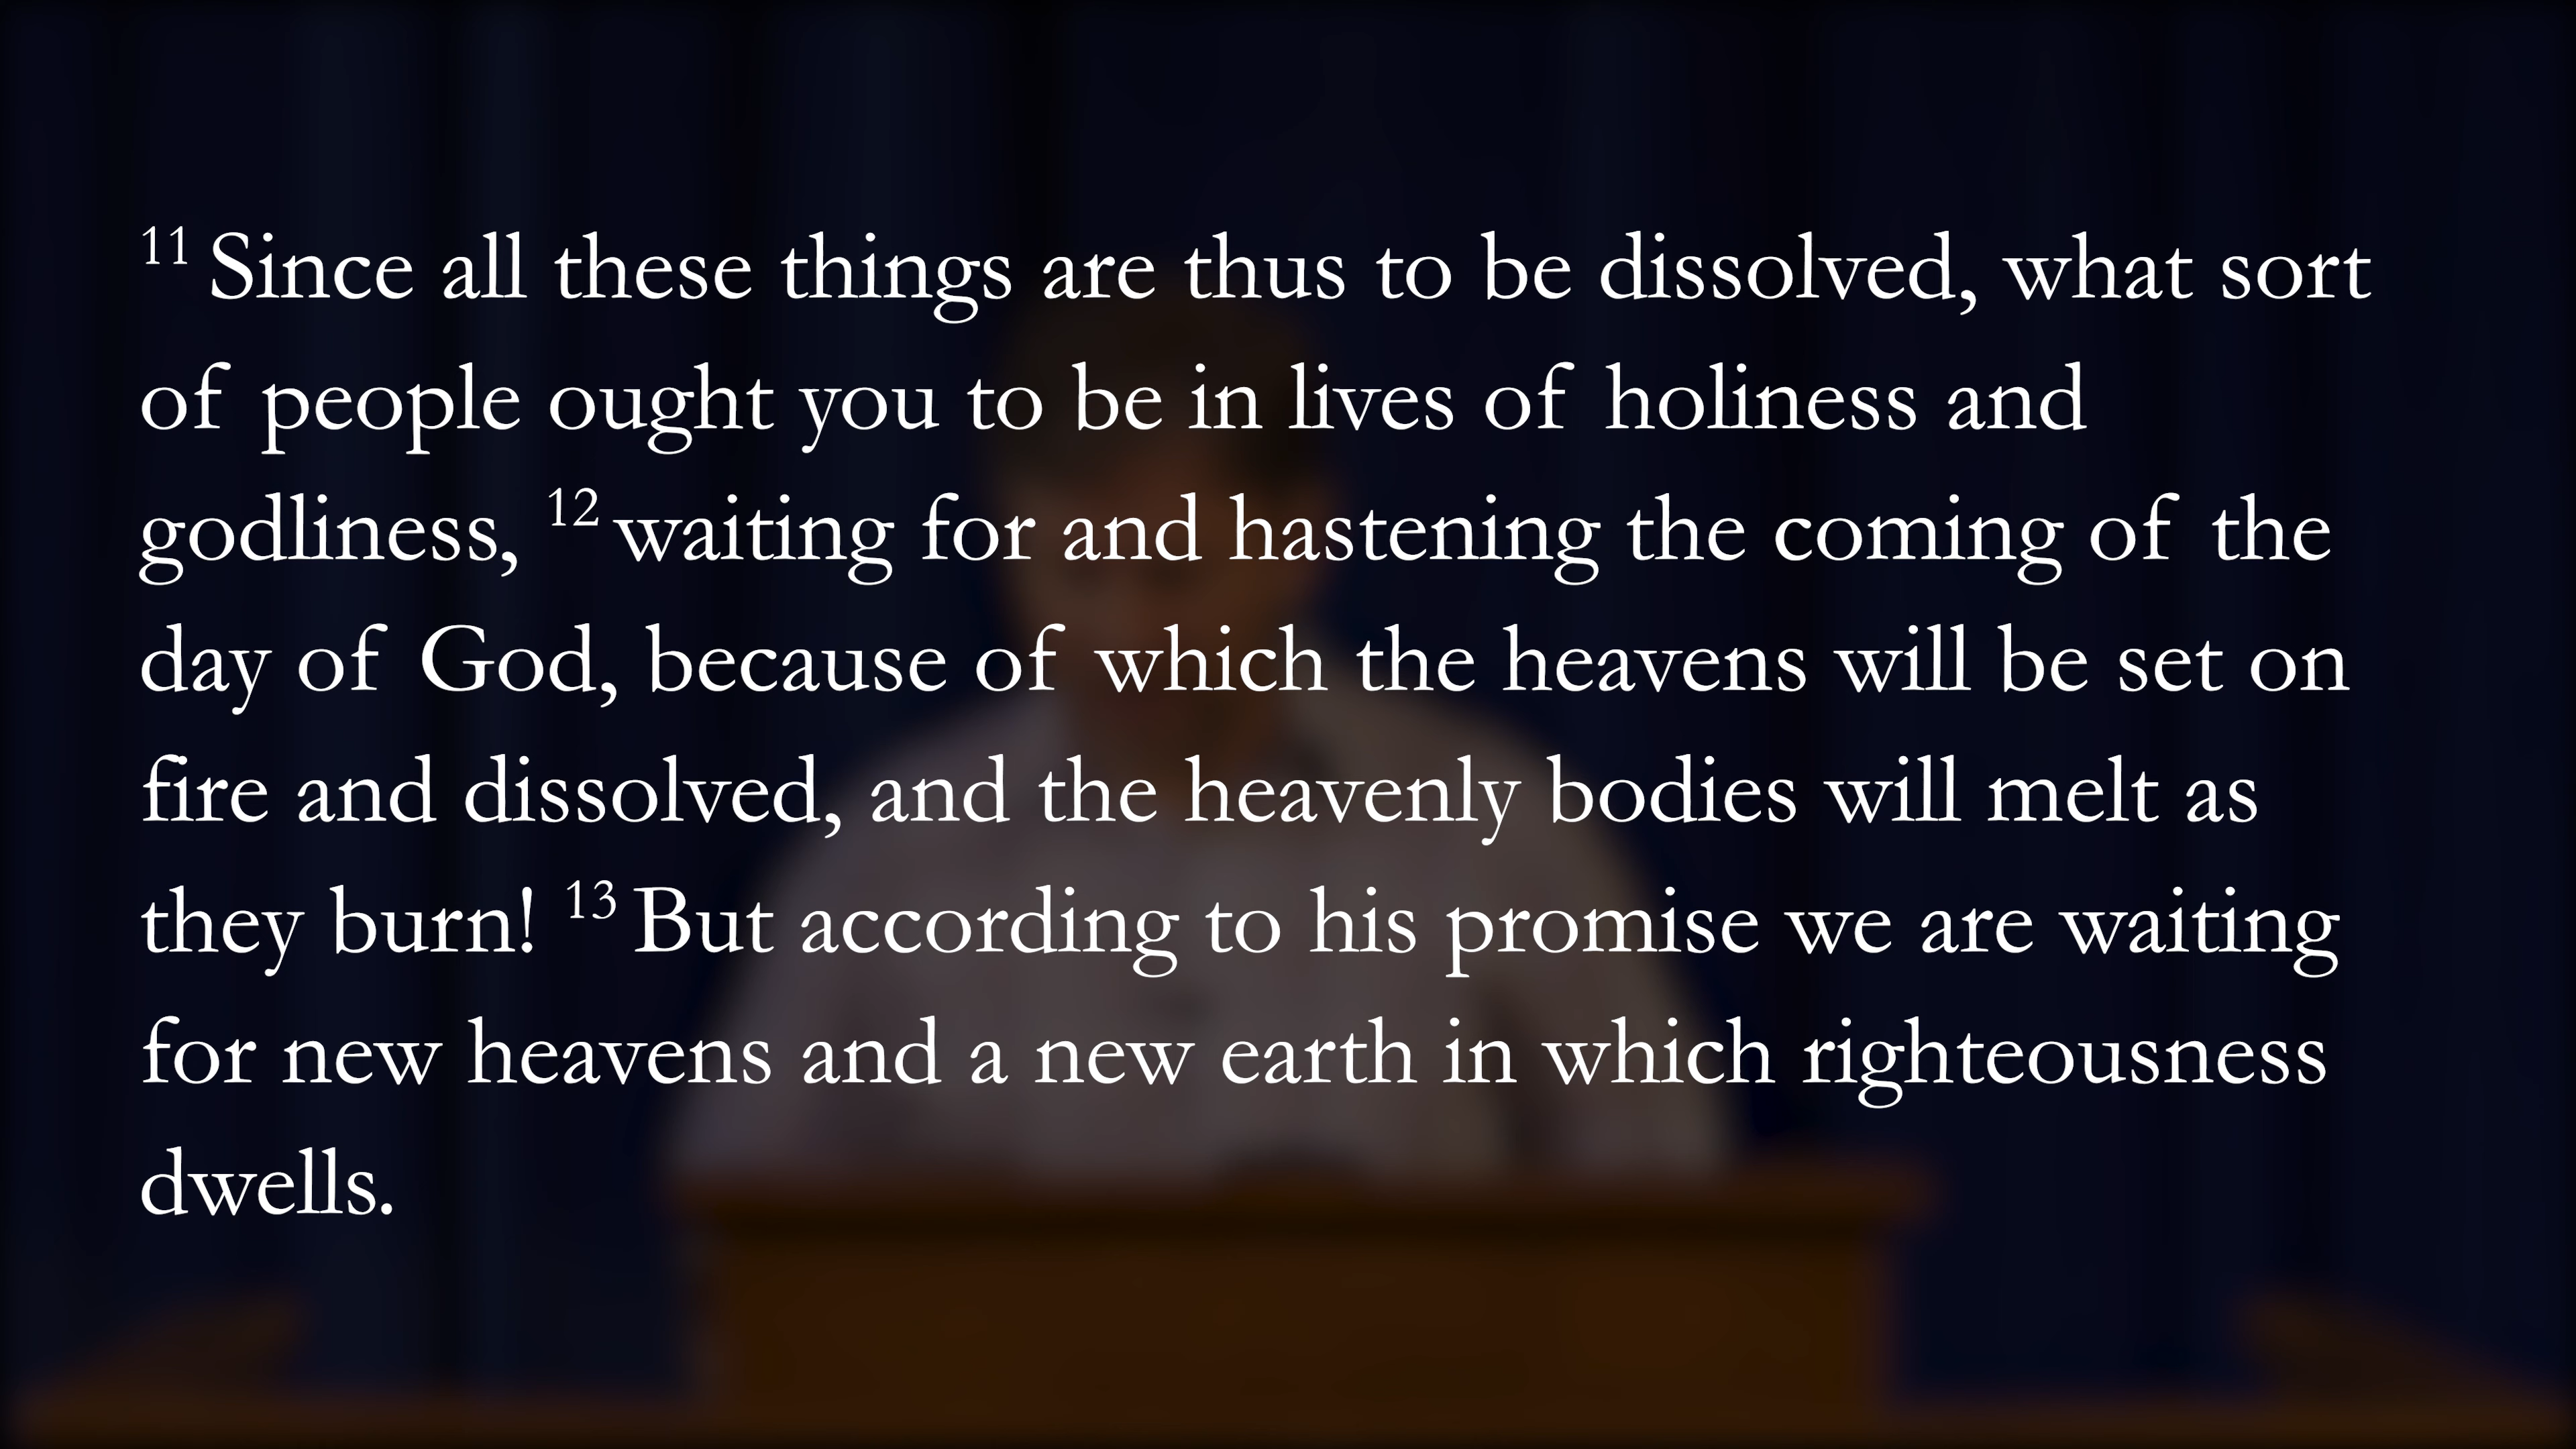 11 Since all these things are thus to be dissolved, what sort
of people ought you to be in lives of holiness and
godliness, 12 waiting for and hastening the coming of the
day of God, because of which the heavens will be set on
fire and dissolved, and the heavenly bodies will melt as
they burn! 13 But according to his promise we are waiting
for new heavens and a new earth in which righteousness
dwells.